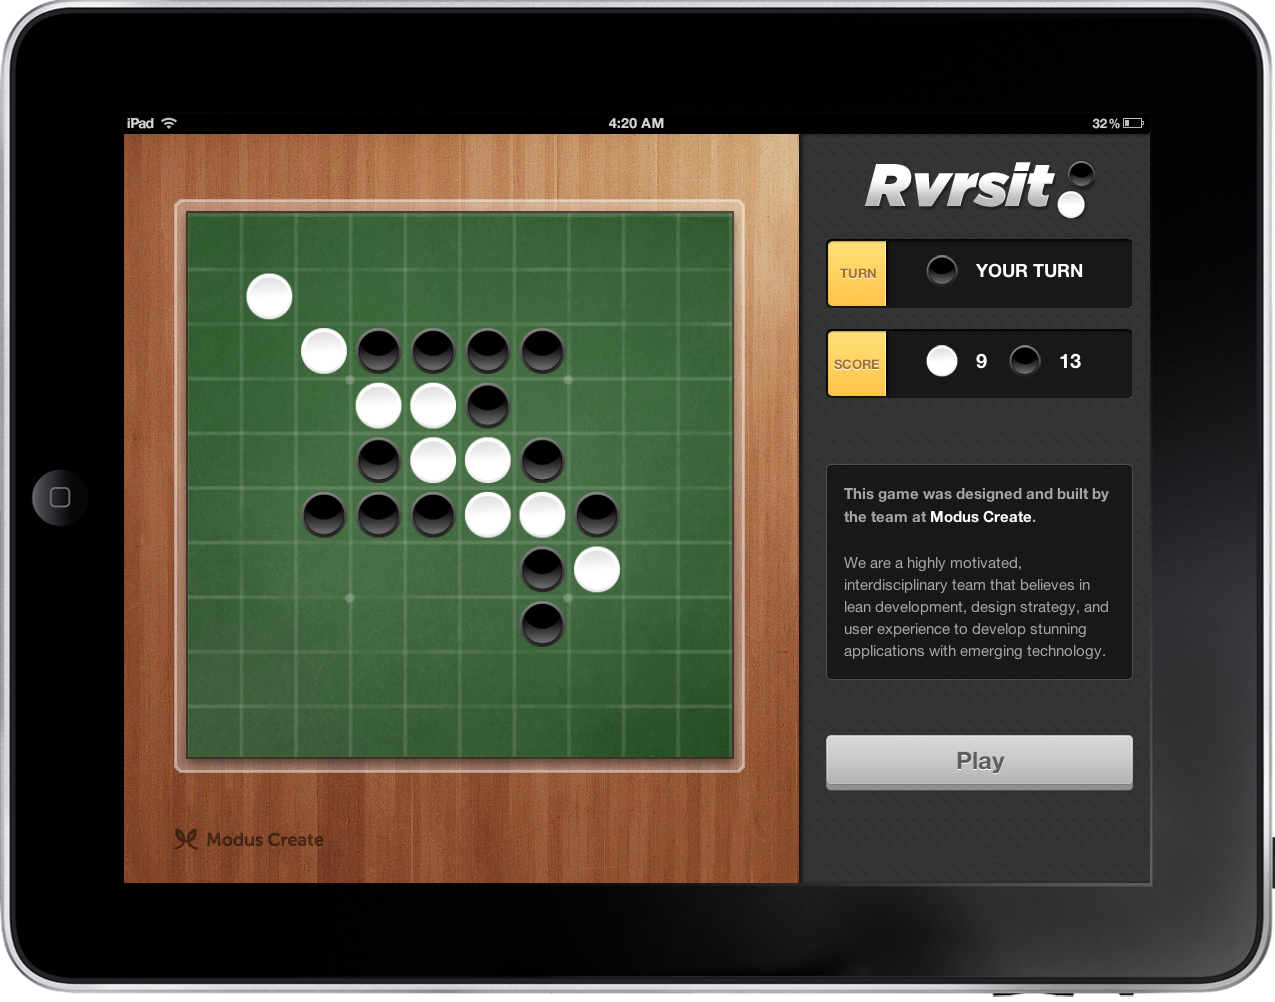 iPad
4:20 AM
32%
Rvrsit
TURN
YOUR TURN
SCORE
9
13
This game was designed and built by
the team at Modus Create.
We are a highly motivated,
interdisciplinary team that believes in
lean development, design strategy, and
user experience to develop stunning
applications with emerging technology.
Play
Modus Create